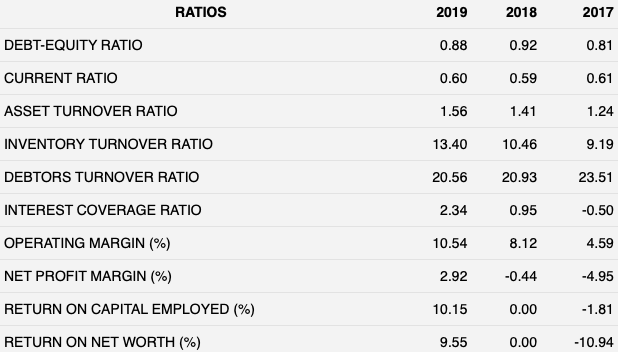 RATIOS 2019 2018 2017
DEBT-EQUITY RATIO 0.88 0.92 0.81
CURRENT RATIO 0.60 0.59 0.61
ASSET TURNOVER RATIO 1.56 1.41 1.24
INVENTORY TURNOVER RATIO 13.40 10.46 9.19
DEBTORS TURNOVER RATIO 20.56 20.93 23.51
INTEREST COVERAGE RATIO 2.34 0.95 -0.50
OPERATING MARGIN (%) 10.54 8.12 4.59
NET PROFIT MARGIN (%) 2.92 -0.44 -4.95
RETURN ON CAPITAL EMPLOYED (%) 10.15 0.00 -1.81
RETURN ON NET WORTH (%) 9.55 0.00 -10.94